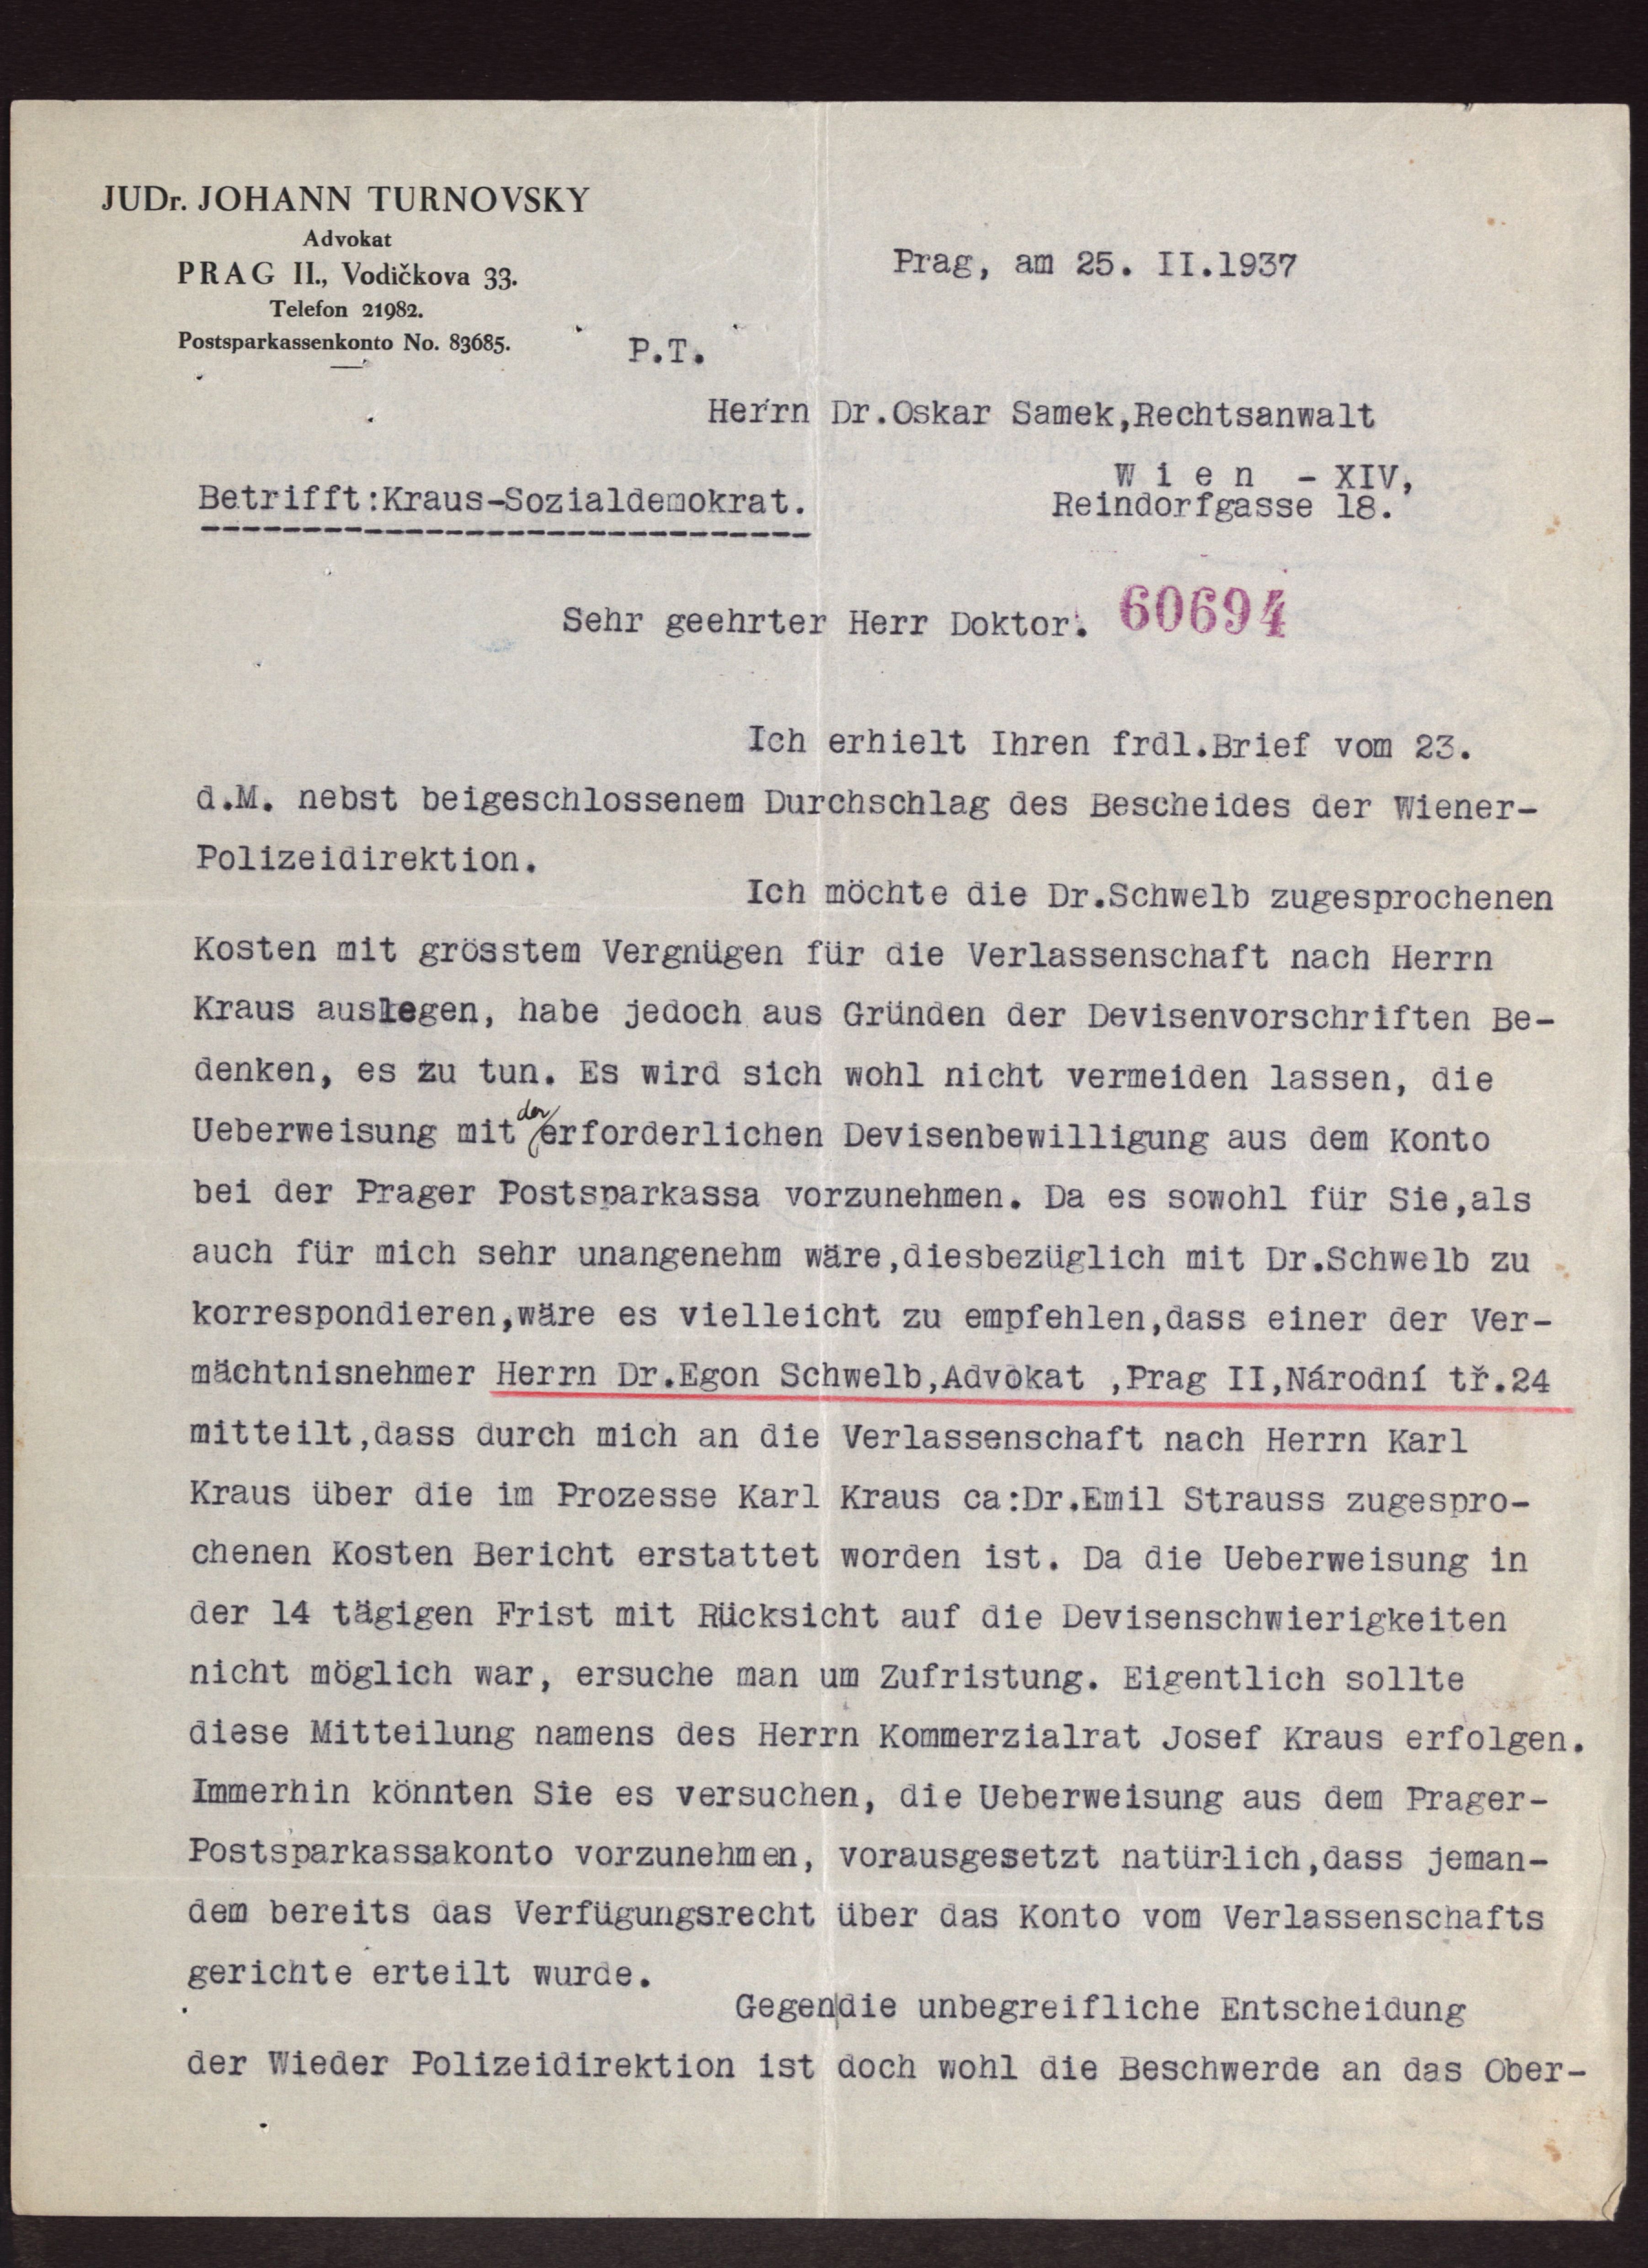 JUDr. JOHANN TURNOVSKY
Advokat
PRAG II., Vodičkova 33.
Telefon 21982.
Postsparkassenkonto No. 83685.
Prag, am 25. II.1937
P.T.
Herrn Dr.Oskar Samek,Rechtsanwalt
W i e n - XIV,
Reindorfgasse 18.
Betrifft:Kraus-Sozialdemokrat.
Sehr geehrter Herr Doktor. 60694
Ich erhielt Ihren frdl.Brief vom 23.
d.M. nebst beigeschlossenem Durchschlag des Bescheides der Wiener-
Polizeidirektion.
Ich möchte die Dr.Schwelb zugesprochenen
Kosten mit grösstem Vergnügen für die Verlassenschaft nach Herrn
Kraus auslegen, habe jedoch aus Gründen der Devisenvorschriften Be-
denken, es zu tun. Es wird sich wohl nicht vermeiden lassen, die
Ueberweisung mit der erforderlichen Devisenbewilligung aus dem Konto
bei der Prager Postsparkassa vorzunehmen. Da es sowohl für Sie,als
auch für mich sehr unangenehm wäre,diesbezüglich mit Dr.Schwelb zu
korrespondieren,wäre es vielleicht zu empfehlen,dass einer der Ver-
mächtnisnehmer Herrn Dr.Egon Schwelb,Advokat ,Prag II,Národní tř.24
mitteilt,dass durch mich an die Verlassenschaft nach Herrn Karl
Kraus über die im Prozesse Karl Kraus ca:Dr.Emil Strauss zugespro-
chenen Kosten Bericht erstattet worden ist. Da die Ueberweisung in
der 14 tägigen Frist mit Rücksicht auf die Devisenschwierigkeiten
nicht möglich war, ersuche man um Zufristung. Eigentlich sollte
diese Mitteilung namens des Herrn Kommerzialrat Josef Kraus erfolgen.
Immerhin könnten Sie es versuchen, die Ueberweisung aus dem Prager-
Postsparkassakonto vorzunehmen, vorausgesetzt natürlich,dass jeman-
dem bereits das Verfügungsrecht über das Konto vom Verlassenschafts
gerichte erteilt wurde.
Gegen|die unbegreifliche Entscheidung
der Wieder Polizeidirektion ist doch wohl die Beschwerde an das Ober-